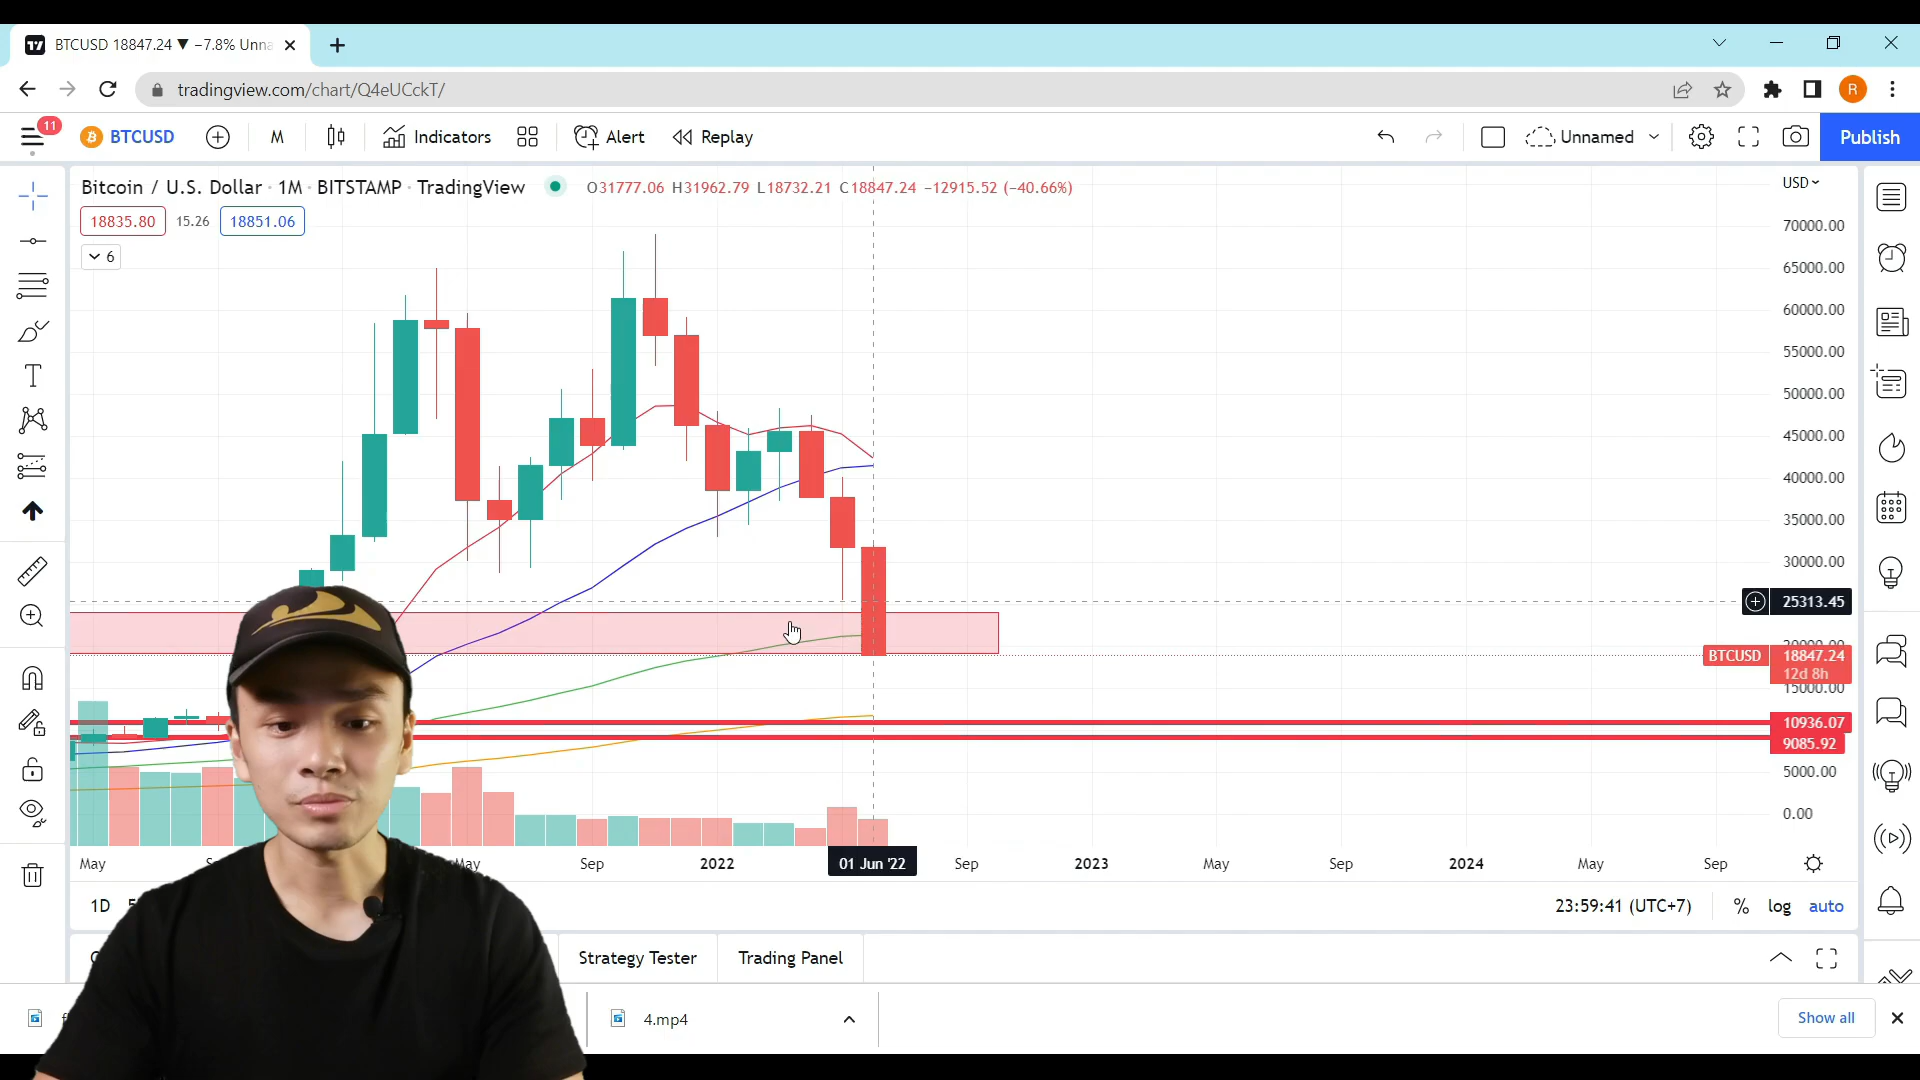 BTCUSD 18847.24 ▼ −7.8% Unna
tradingview.com/chart/Q4eUCckT/
R
11
BTCUSD
M
Indicators
Alert
Replay
Unnamed
Publish
Bitcoin / U.S. Dollar · 1M · BITSTAMP · TradingView
O31777.06 H31962.79 L18732.21 C18847.24 −12915.52 (−40.66%)
USD
18835.80 15.26 18851.06
6
70000.00
65000.00
60000.00
55000.00
50000.00
45000.00
40000.00
35000.00
30000.00
25313.45
20000.00
BTCUSD 18847.24
12d 8h
15000.00
10936.07
9085.92
5000.00
0.00
May
May
Sep
2022
01 Jun '22
Sep
2023
May
Sep
2024
May
Sep
1D
23:59:41 (UTC+7)
%
log
auto
Strategy Tester
Trading Panel
4.mp4
Show all